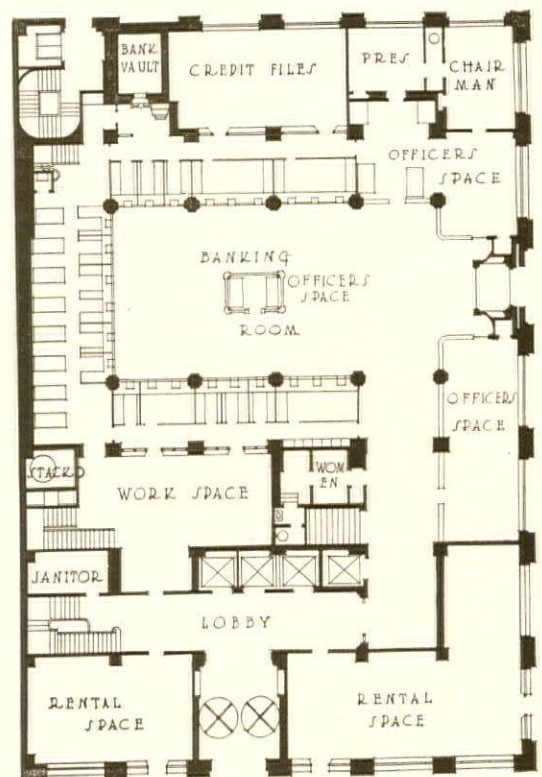 BANK
VAULT
CREDIT FILES
PRES
CHAIR
MAN
OFFICERS
SPACE
BANKING
OFFICERS
SPACE
ROOM
OFFICERS
SPACE
STACK
WORK SPACE
WOM
EN
JANITOR
LOBBY
RENTAL
SPACE
RENTAL
SPACE